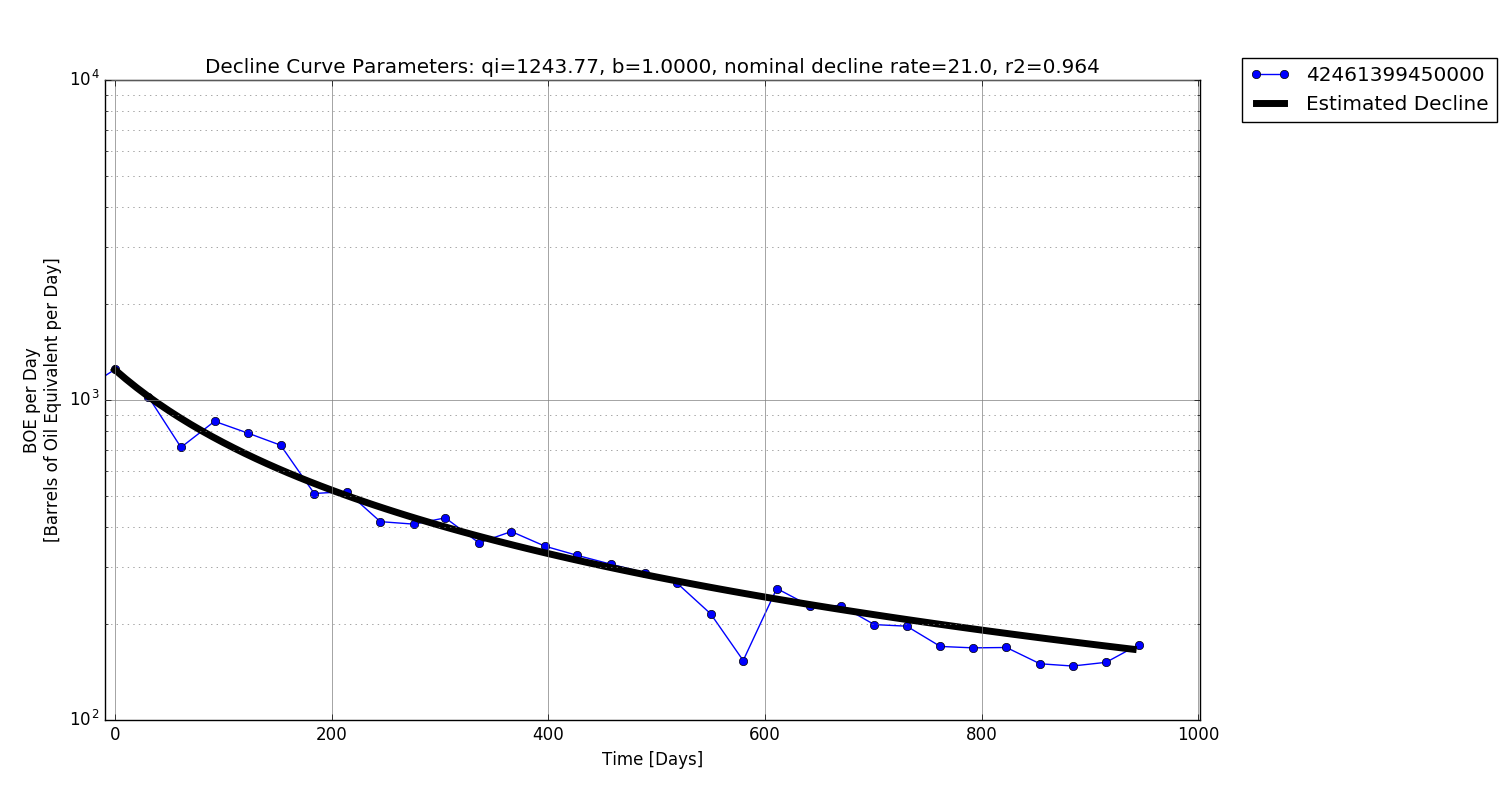 Decline Curve Parameters: qi=1243.77, b=1.0000, nominal decline rate=21.0, r2=0.964
42461399450000
Estimated Decline
10^4
10^3
10^2
BOE per Day
[Barrels of Oil Equivalent per Day]
0 200 400 600 800 1000
Time [Days]